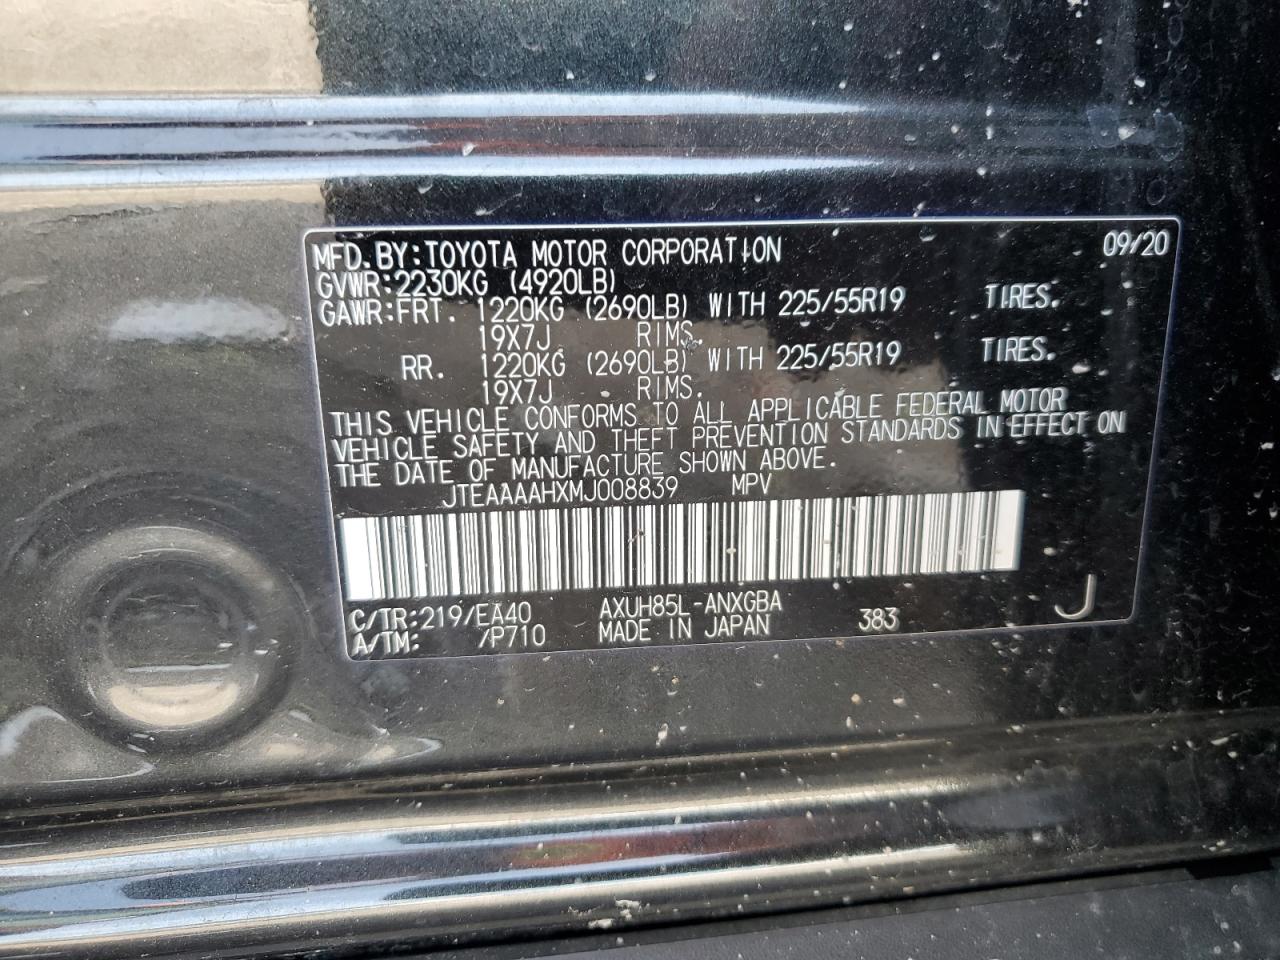 MFD.BY:TOYOTA MOTOR CORPORATION 09/20
GVWR:2230KG (4920LB)
GAWR:FRT. 1220KG (2690LB) WITH 225/55R19 TIRES.
19X7J RIMS.
RR. 1220KG (2690LB) WITH 225/55R19 TIRES.
19X7J RIMS.
THIS VEHICLE CONFORMS TO ALL APPLICABLE FEDERAL MOTOR
VEHICLE SAFETY AND THEFT PREVENTION STANDARDS IN EFFECT ON
THE DATE OF MANUFACTURE SHOWN ABOVE.
JTEAAAAHXMJ008839 MPV
C/TR:219/EA40 AXUH85L-ANXGBA 383 J
A/TM: /P710 MADE IN JAPAN